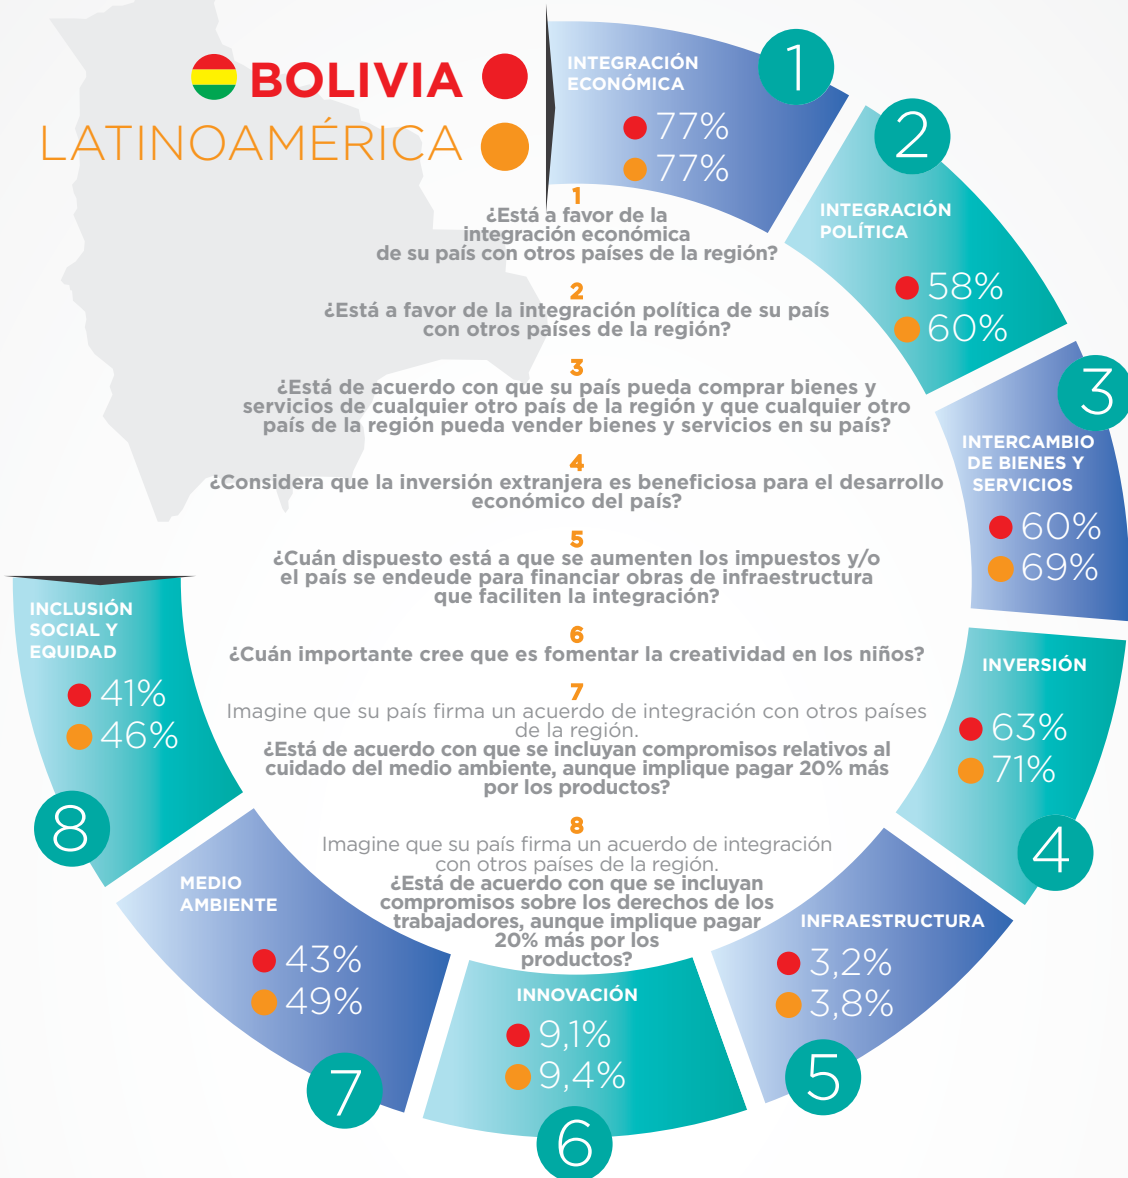 BOLIVIA
LATINOAMÉRICA
1
INTEGRACIÓN
ECONÓMICA
77%
77%
2
INTEGRACIÓN
POLÍTICA
58%
60%
3
INTERCAMBIO
DE BIENES Y
SERVICIOS
60%
69%
INVERSIÓN
63%
71%
4
INFRAESTRUCTURA
3,2%
3,8%
5
INNOVACIÓN
9,1%
9,4%
6
MEDIO
AMBIENTE
43%
49%
7
INCLUSIÓN
SOCIAL Y
EQUIDAD
41%
46%
8
1
¿Está a favor de la
integración económica
de su país con otros países de la región?
2
¿Está a favor de la integración política de su país
con otros países de la región?
3
¿Está de acuerdo con que su país pueda comprar bienes y
servicios de cualquier otro país de la región y que cualquier otro
país de la región pueda vender bienes y servicios en su país?
4
¿Considera que la inversión extranjera es beneficiosa para el desarrollo
económico del país?
5
¿Cuán dispuesto está a que se aumenten los impuestos y/o
el país se endeude para financiar obras de infraestructura
que faciliten la integración?
6
¿Cuán importante cree que es fomentar la creatividad en los niños?
7
Imagine que su país firma un acuerdo de integración con otros países
de la región.
¿Está de acuerdo con que se incluyan compromisos relativos al
cuidado del medio ambiente, aunque implique pagar 20% más
por los productos?
8
Imagine que su país firma un acuerdo de integración
con otros países de la región.
¿Está de acuerdo con que se incluyan
compromisos sobre los derechos de los
trabajadores, aunque implique pagar
20% más por los
productos?